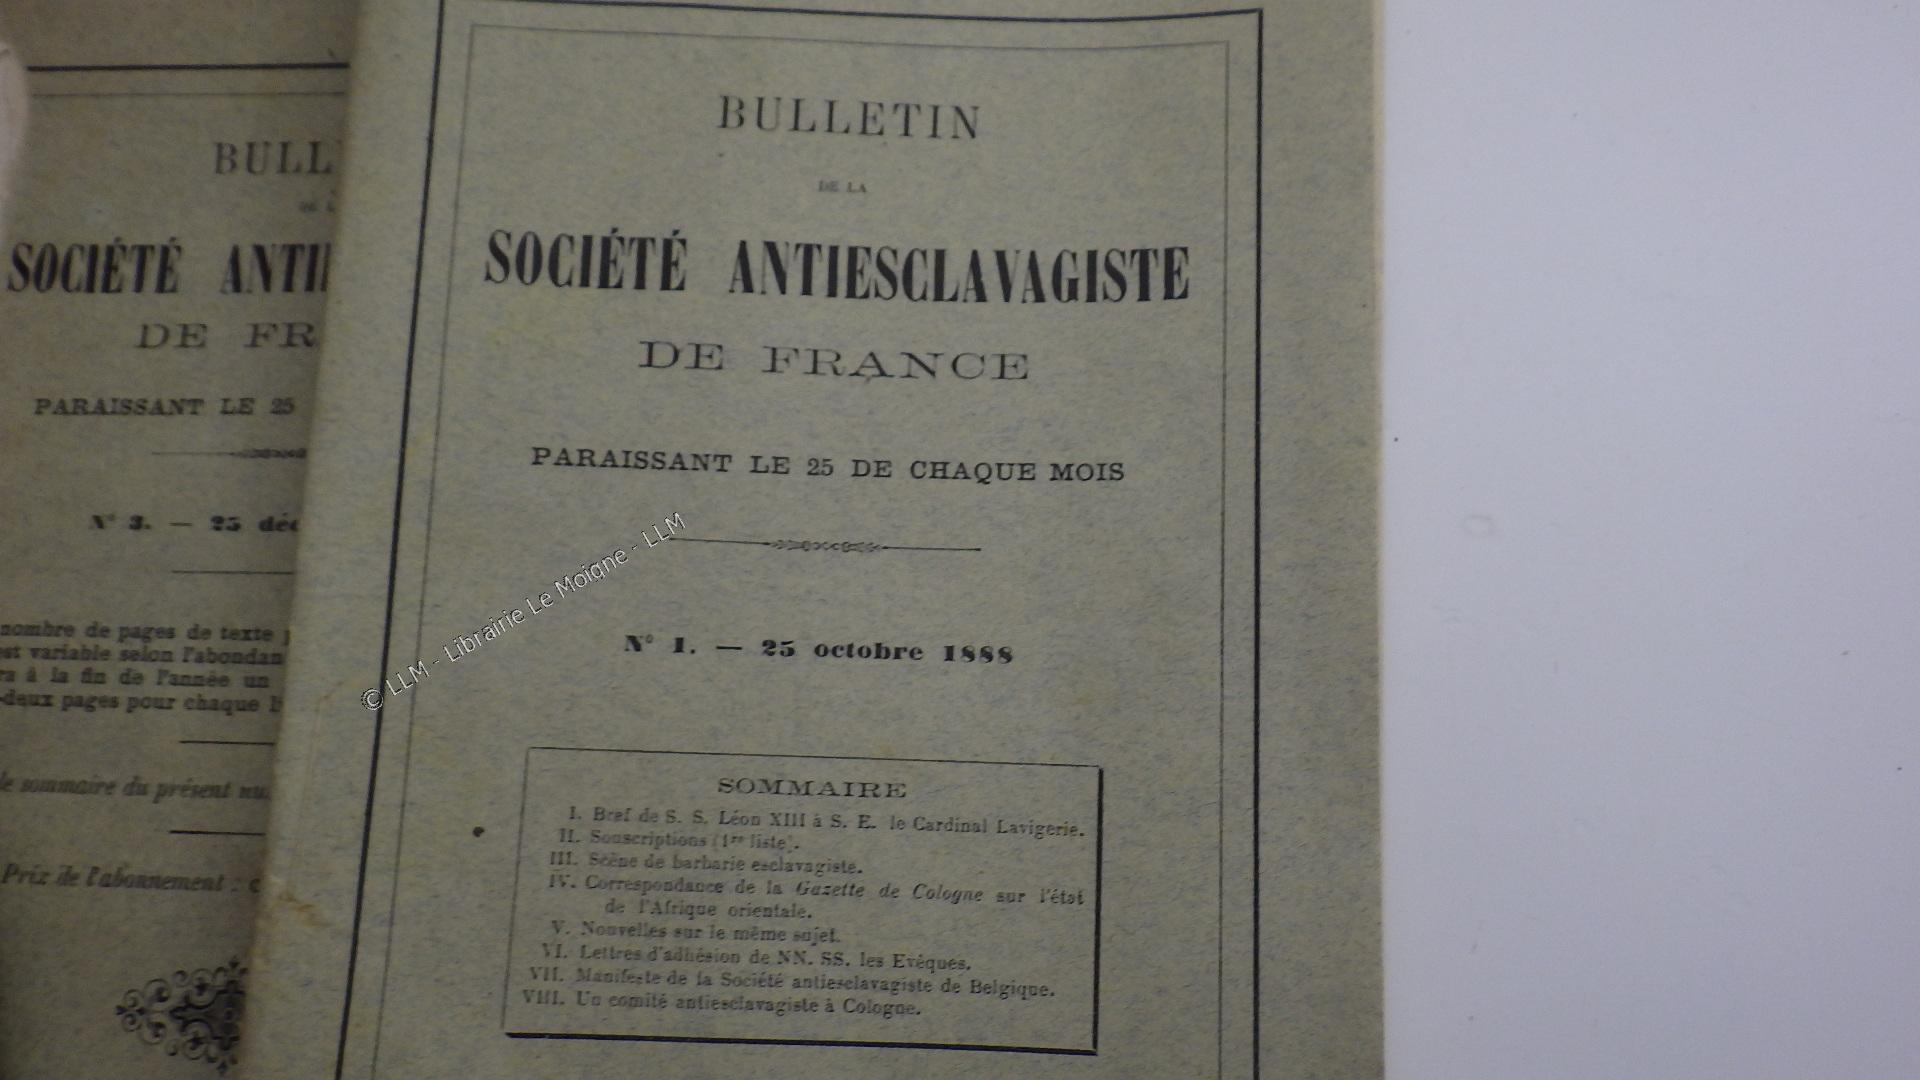 BULLETIN
DE LA
SOCIÉTÉ ANTIESCLAVAGISTE
DE FRANCE
PARAISSANT LE 25 DE CHAQUE MOIS
N° 1. — 25 octobre 1888
SOMMAIRE
I. Bref de S. S. Léon XIII à S. E. le Cardinal Lavigerie.
II. Souscriptions (1re liste).
III. Scène de barbarie esclavagiste.
IV. Correspondance de la Gazette de Cologne sur l'état
de l'Afrique orientale.
V. Nouvelles sur le même sujet.
VI. Lettres d'adhésion de NN. SS. les Evêques.
VII. Manifeste de la Société antiesclavagiste de Belgique.
VIII. Un comité antiesclavagiste à Cologne.
BULL
SOCIÉTÉ ANTI
DE FR
PARAISSANT LE 25
N° 3. — 25 déc
nombre de pages de texte
st variable selon l'abondan
ra à la fin de l'année un
-deux pages pour chaque
le sommaire du présent nu
Prix de l'abonnement :
© LLM - Librairie Le Moigne - LLM